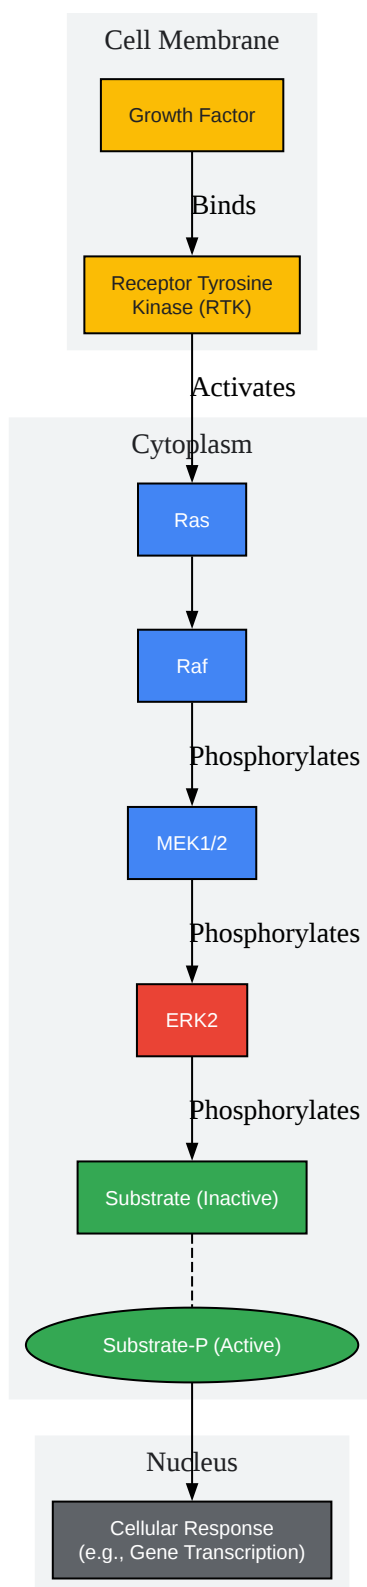 Cell Membrane
Growth Factor
Binds
Receptor Tyrosine
Kinase (RTK)
Activates
Cytoplasm
Ras
Raf
Phosphorylates
MEK1/2
Phosphorylates
ERK2
Phosphorylates
Substrate (Inactive)
Substrate-P (Active)
Nucleus
Cellular Response
(e.g., Gene Transcription)